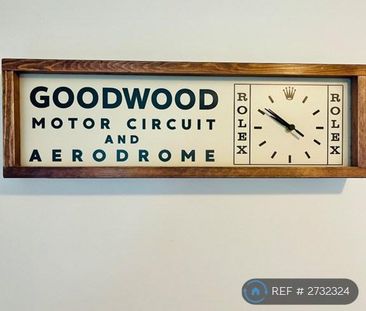 GOODWOOD
MOTOR CIRCUIT
AND
AERODROME
ROLEX
ROLEX
REF # 2732324